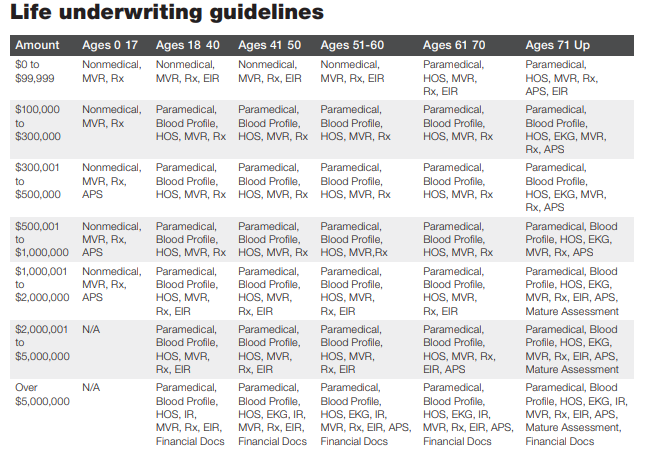 Life underwriting guidelines
Amount Ages 0 17 Ages 18 40 Ages 41 50 Ages 51-60 Ages 61 70 Ages 71 Up
$0 to Nonmedical, Nonmedical, Nonmedical, Nonmedical, Paramedical, Paramedical,
$99,999 MVR, Rx MVR, Rx, EIR MVR, Rx, EIR MVR, Rx, EIR HOS, MVR, HOS, MVR, Rx,
Rx, EIR APS, EIR
$100,000 Nonmedical, Paramedical, Paramedical, Paramedical, Paramedical, Paramedical,
to MVR, Rx Blood Profile, Blood Profile, Blood Profile, Blood Profile, Blood Profile,
$300,000 HOS, MVR, Rx HOS, MVR, Rx HOS, MVR, Rx HOS, MVR, Rx HOS, EKG, MVR,
Rx, APS
$300,001 Nonmedical, Paramedical, Paramedical, Paramedical, Paramedical, Paramedical,
to MVR, Rx, Blood Profile, Blood Profile, Blood Profile, Blood Profile, Blood Profile,
$500,000 APS HOS, MVR, Rx HOS, MVR, Rx HOS, MVR, Rx HOS, MVR, Rx HOS, EKG, MVR,
Rx, APS
$500,001 Nonmedical, Paramedical, Paramedical, Paramedical, Paramedical, Paramedical, Blood
to MVR, Rx, Blood Profile, Blood Profile, Blood Profile, Blood Profile, Profile, HOS, EKG,
$1,000,000 APS HOS, MVR, Rx HOS, MVR, Rx HOS, MVR,Rx HOS, MVR, Rx MVR, Rx, APS
$1,000,001 Nonmedical, Paramedical, Paramedical, Paramedical, Paramedical, Paramedical, Blood
to MVR, Rx, Blood Profile, Blood Profile, Blood Profile, Blood Profile, Profile, HOS, EKG,
$2,000,000 APS HOS, MVR, HOS, MVR, HOS, MVR, HOS, MVR, MVR, Rx, EIR, APS,
Rx, EIR Rx, EIR Rx, EIR Rx, EIR Mature Assessment
$2,000,001 N/A Paramedical, Paramedical, Paramedical, Paramedical, Paramedical, Blood
to Blood Profile, Blood Profile, Blood Profile, Blood Profile, Profile, HOS, EKG,
$5,000,000 HOS, MVR, HOS, MVR, HOS, MVR, HOS, MVR, Rx, MVR, Rx, EIR, APS,
Rx, EIR Rx, EIR Rx, EIR EIR, APS Mature Assessment
Over N/A Paramedical, Paramedical, Paramedical, Paramedical, Paramedical, Blood
$5,000,000 Blood Profile, Blood Profile, Blood Profile, Blood Profile, Profile, HOS, EKG, IR,
HOS, IR, HOS, EKG, IR, HOS, EKG, IR, HOS, EKG, IR, MVR, Rx, EIR, APS,
MVR, Rx, EIR, MVR, Rx, EIR, MVR, Rx, EIR, APS, MVR, Rx, EIR, APS, Mature Assessment,
Financial Docs Financial Docs Financial Docs Financial Docs Financial Docs